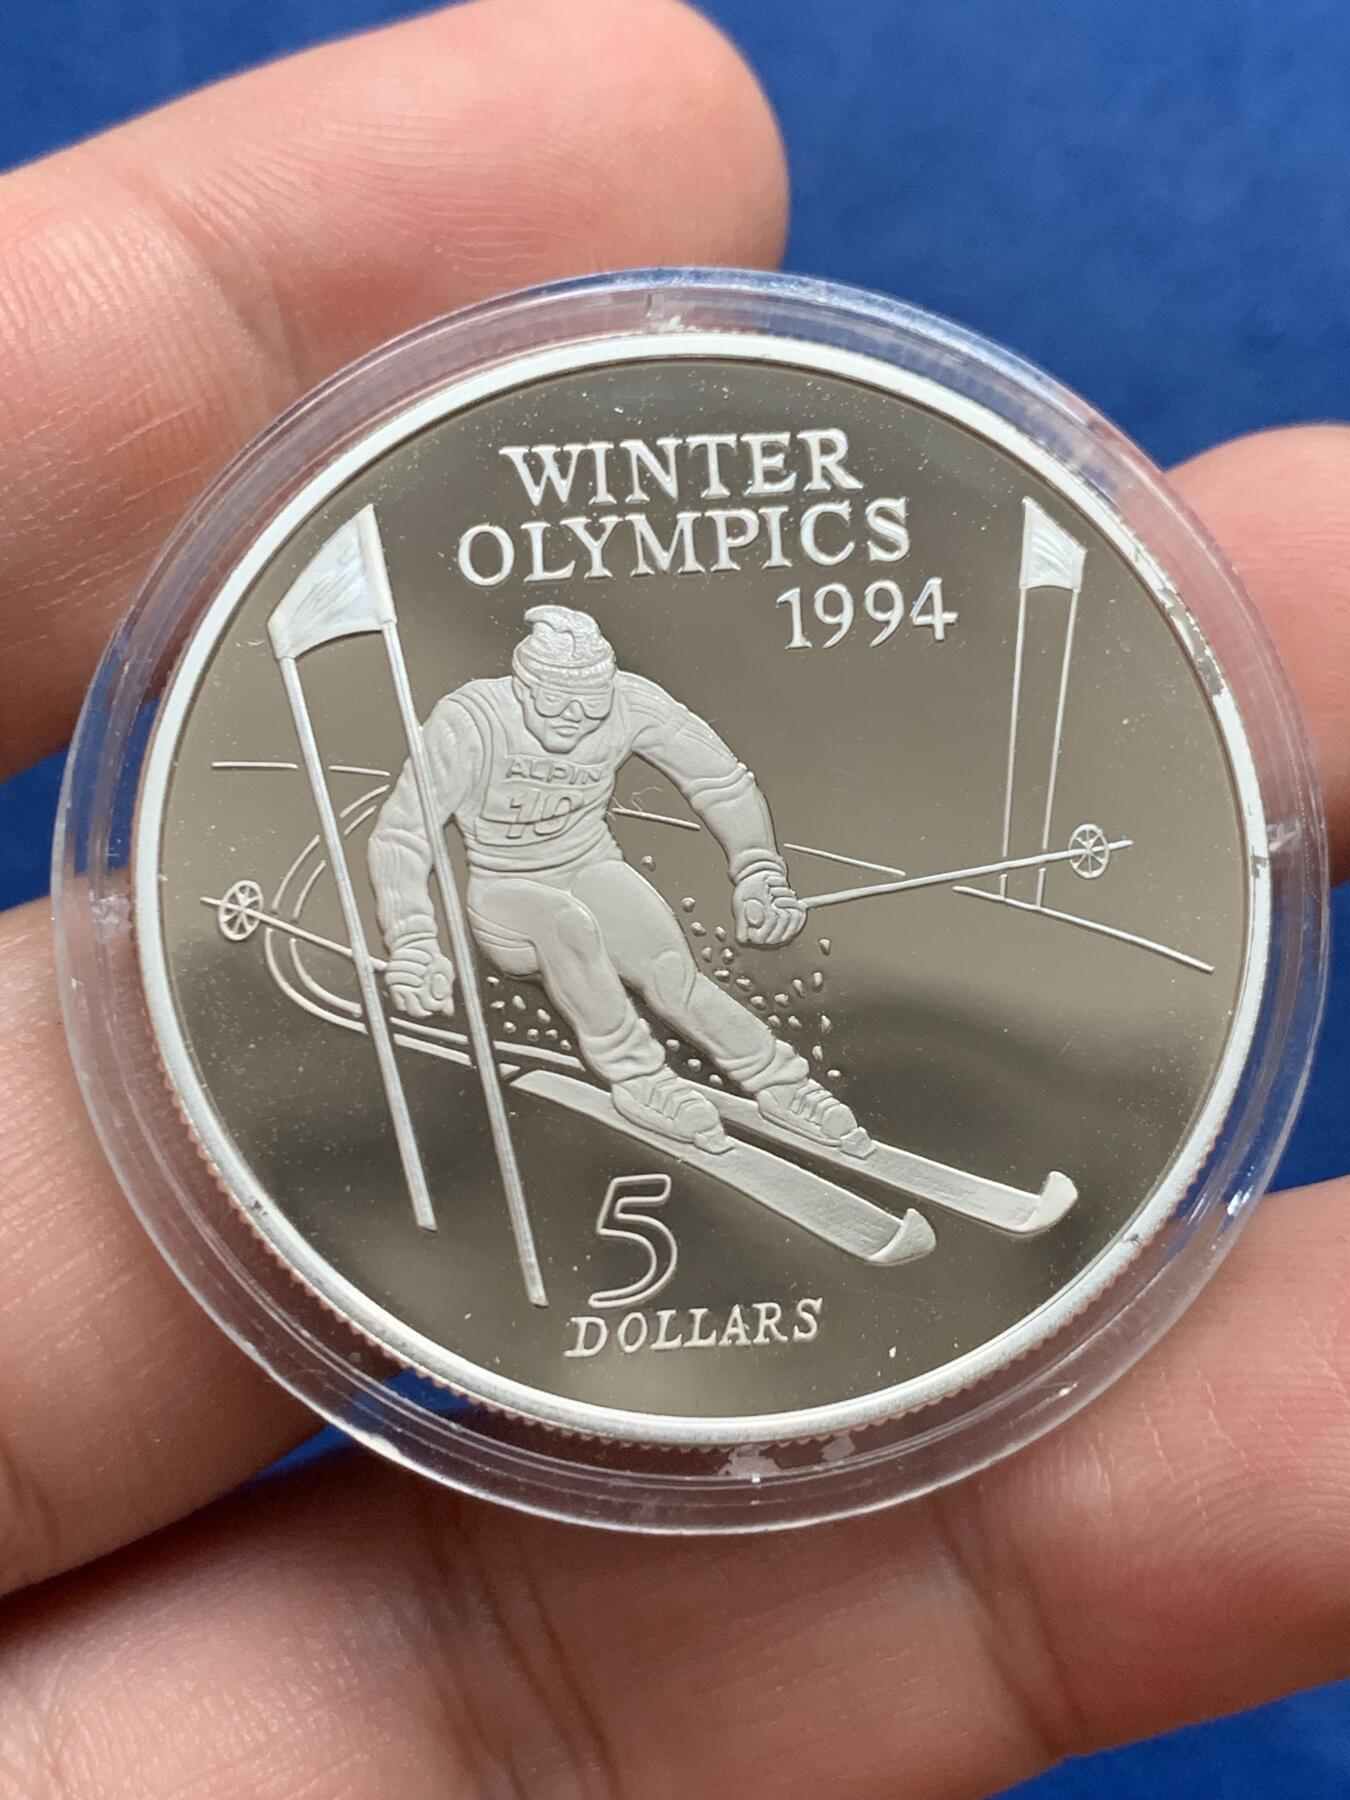 WINTER
OLYMPICS
1994
ALPIN
10
5
DOLLARS